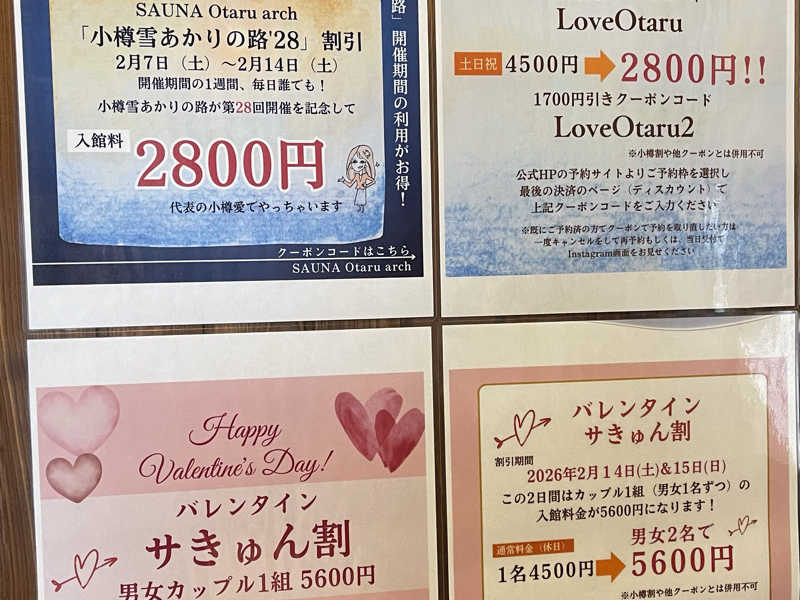 SAUNA Otaru arch
「小樽雪あかりの路'28」割引
2月7日（土）〜2月14日（土）
開催期間の1週間、毎日誰でも！
小樽雪あかりの路が第28回開催を記念して
入館料
2800円
代表の小樽愛でやっちゃいます
路」開催期間の利用がお得！
クーポンコードはこちら
SAUNA Otaru arch
LoveOtaru
土日祝 4500円 2800円!!
1700円引きクーポンコード
LoveOtaru2
※小樽割や他クーポンとは併用不可
公式HPの予約サイトよりご予約枠を選択し
最後の決済のページ（ディスカウント）で
上記クーポンコードをご入力ください
※既にご予約済の方でクーポンで予約を取り直したい方は
一度キャンセルをして再予約もしくは、当日受付で
Instagram画面をお見せください
Happy
Valentine's Day!
バレンタイン
サきゅん割
男女カップル1組 5600円
バレンタイン
サきゅん割
割引期間
2026年2月14日(土)&15日(日)
この2日間はカップル1組（男女1名ずつ）の
入館料金が5600円になります！
男女2名で
通常料金（休日）
1名4500円 5600円
※小樽割や他クーポンとは併用不可